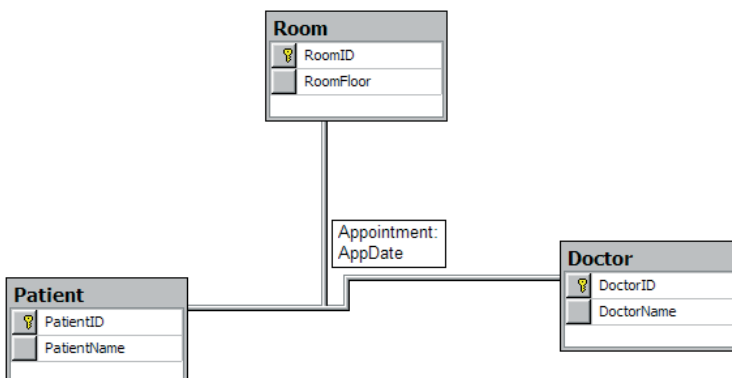 Room
RoomID
RoomFloor
Appointment:
AppDate
Doctor
DoctorID
DoctorName
Patient
PatientID
PatientName